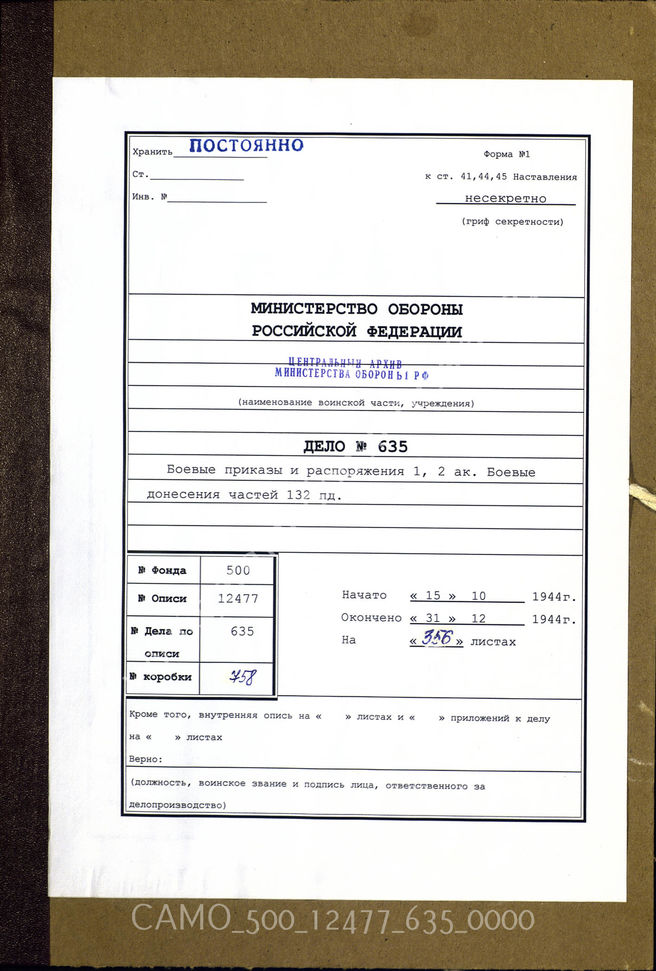 Хранить ПОСТОЯННО
Форма №1
Ст.
к ст. 41,44,45 Наставления
Инв. №
несекретно
(гриф секретности)
МИНИСТЕРСТВО ОБОРОНЫ
РОССИЙСКОЙ ФЕДЕРАЦИИ
ЦЕНТРАЛЬНЫЙ АРХИВ
МИНИСТЕРСТВА ОБОРОНЫ РФ
(наименование воинской части, учреждения)
ДЕЛО № 635
Боевые приказы и распоряжения 1, 2 ак. Боевые
донесения частей 132 пд.
№ Фонда 500
№ Описи 12477
№ Дела по 635
описи
№ коробки 758
Начато « 15 » 10 1944г.
Окончено « 31 » 12 1944г.
На « 356 » листах
Кроме того, внутренняя опись на « » листах и « » приложений к делу
на « » листах
Верно:
(должность, воинское звание и подпись лица, ответственного за
делопроизводство)
CAMO_500_12477_635_0000